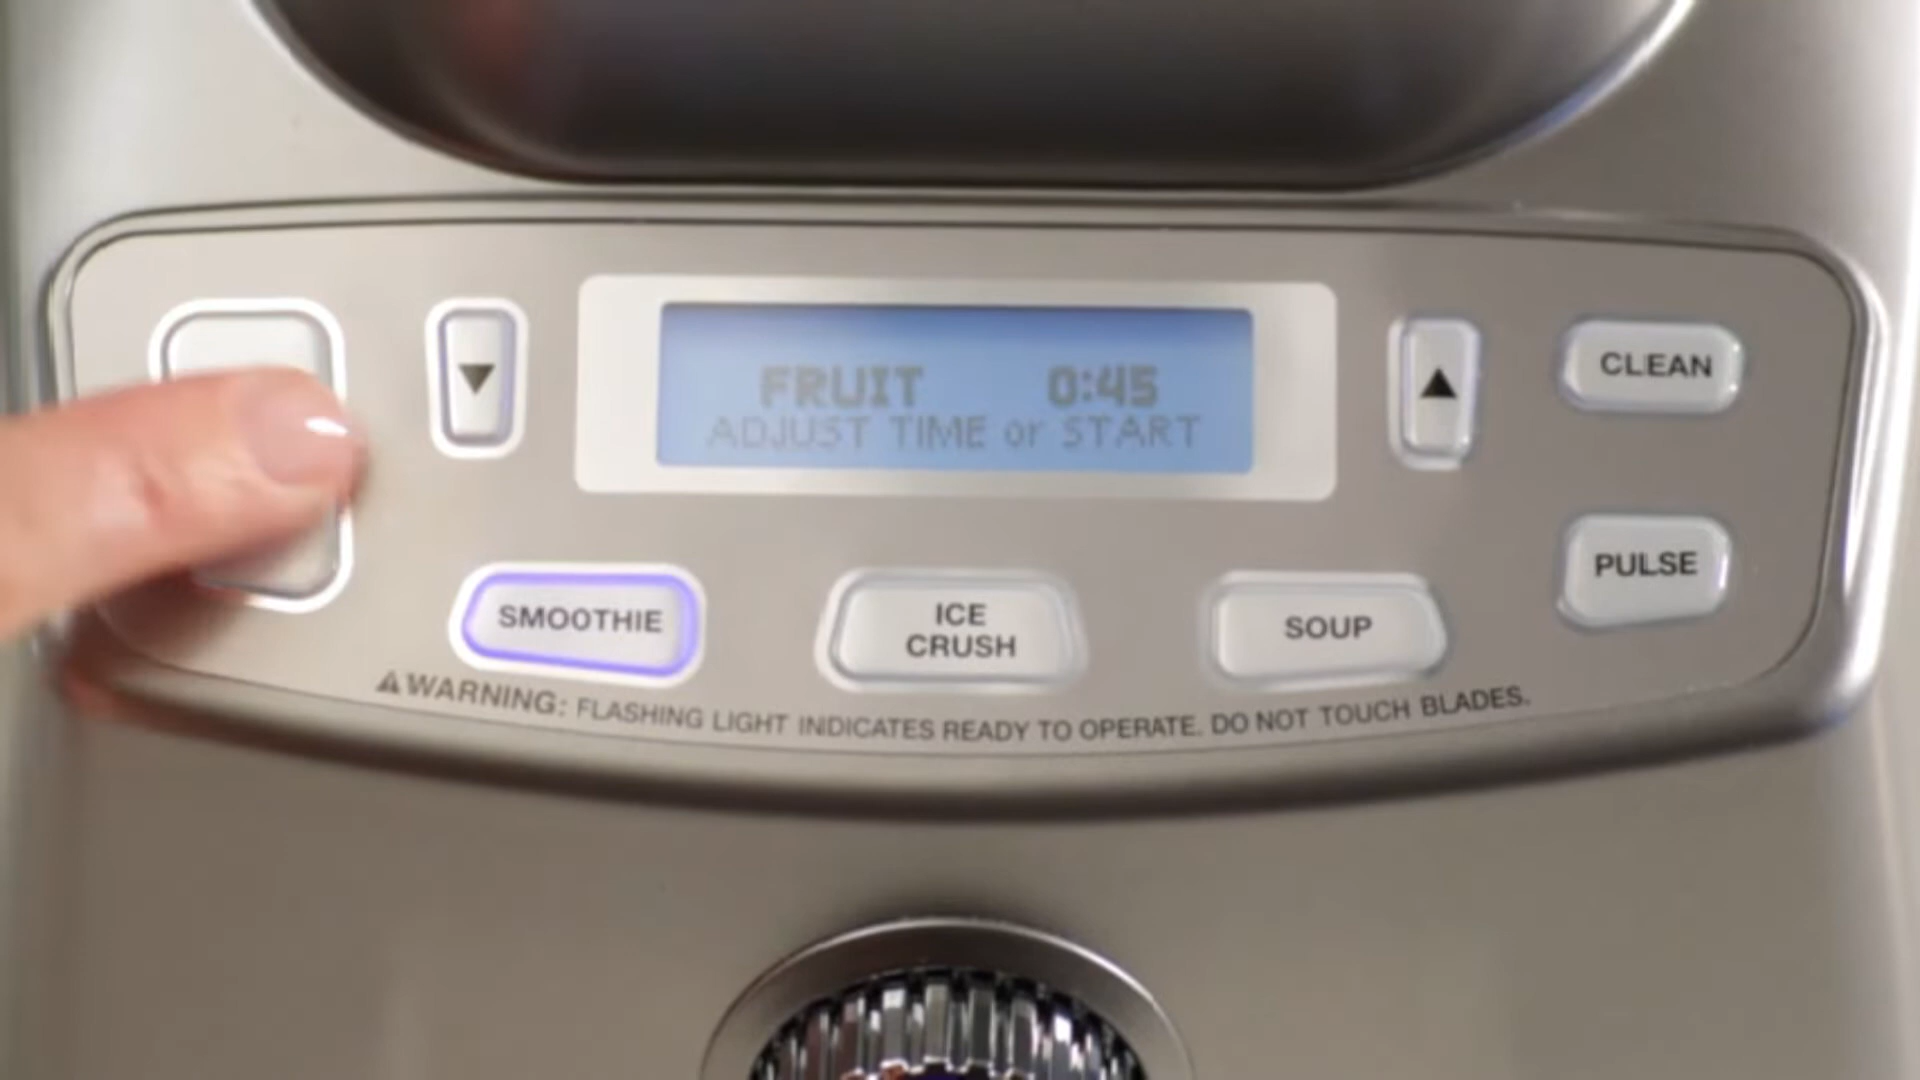 FRUIT 0:45
ADJUST TIME or START
CLEAN
PULSE
SMOOTHIE
ICE
CRUSH
SOUP
⚠WARNING: FLASHING LIGHT INDICATES READY TO OPERATE. DO NOT TOUCH BLADES.